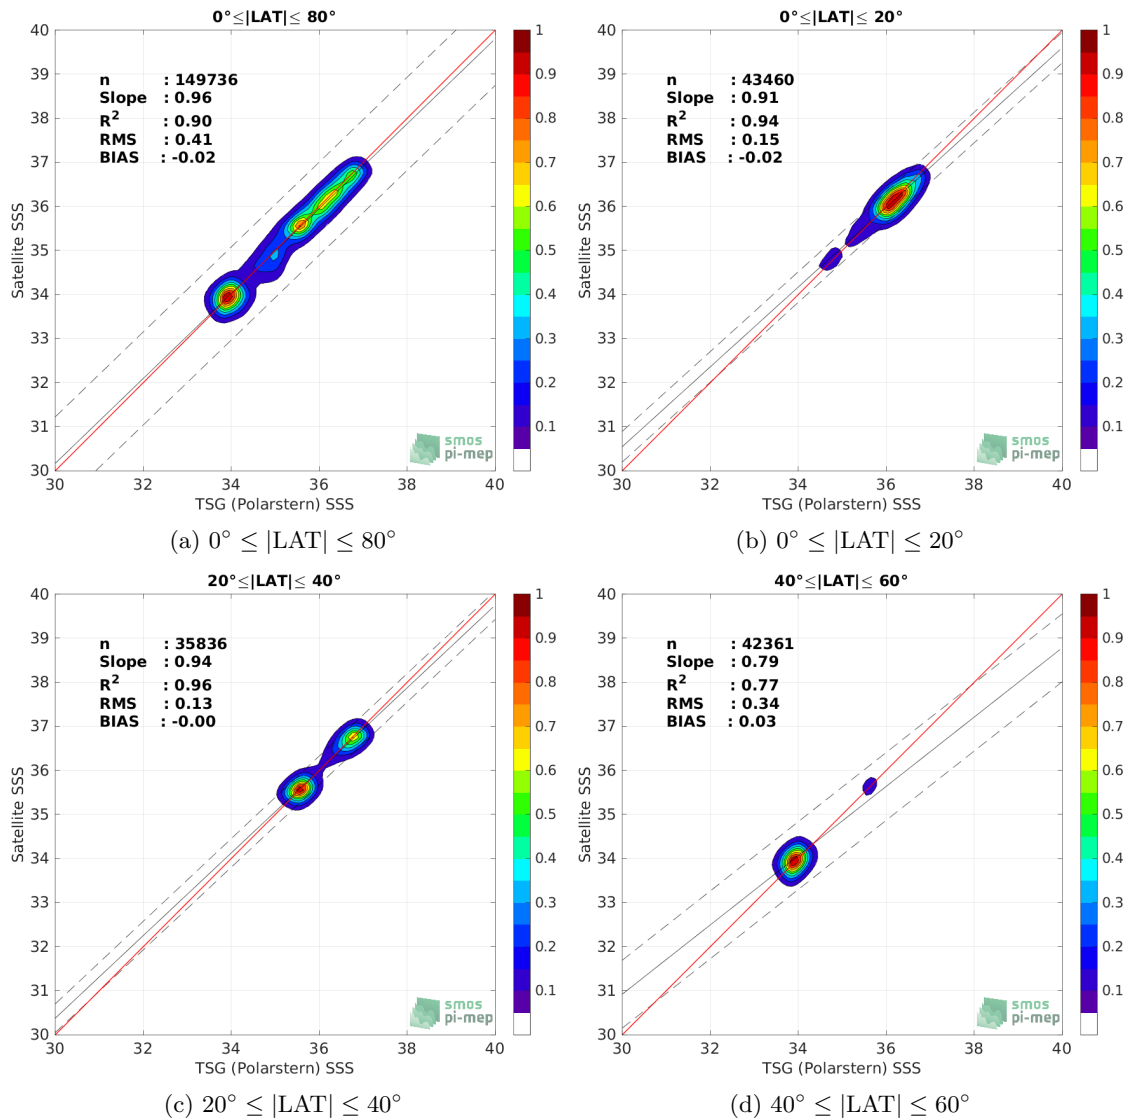 0°≤|LAT|≤ 80°
n : 149736
Slope : 0.96
R² : 0.90
RMS : 0.41
BIAS : -0.02
40
39
38
37
36
35
34
33
32
31
30
30 32 34 36 38 40
Satellite SSS
TSG (Polarstern) SSS
1
0.9
0.8
0.7
0.6
0.5
0.4
0.3
0.2
0.1
smos
pi-mep
(a) 0° ≤ |LAT| ≤ 80°
0°≤|LAT|≤ 20°
n : 43460
Slope : 0.91
R² : 0.94
RMS : 0.15
BIAS : -0.02
40
39
38
37
36
35
34
33
32
31
30
30 32 34 36 38 40
Satellite SSS
TSG (Polarstern) SSS
1
0.9
0.8
0.7
0.6
0.5
0.4
0.3
0.2
0.1
smos
pi-mep
(b) 0° ≤ |LAT| ≤ 20°
20°≤|LAT|≤ 40°
n : 35836
Slope : 0.94
R² : 0.96
RMS : 0.13
BIAS : -0.00
40
39
38
37
36
35
34
33
32
31
30
30 32 34 36 38 40
Satellite SSS
TSG (Polarstern) SSS
1
0.9
0.8
0.7
0.6
0.5
0.4
0.3
0.2
0.1
smos
pi-mep
(c) 20° ≤ |LAT| ≤ 40°
40°≤|LAT|≤ 60°
n : 42361
Slope : 0.79
R² : 0.77
RMS : 0.34
BIAS : 0.03
40
39
38
37
36
35
34
33
32
31
30
30 32 34 36 38 40
Satellite SSS
TSG (Polarstern) SSS
1
0.9
0.8
0.7
0.6
0.5
0.4
0.3
0.2
0.1
smos
pi-mep
(d) 40° ≤ |LAT| ≤ 60°